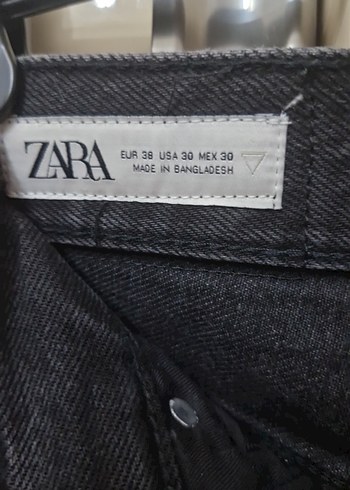 ZARA
EUR 38 USA 30 MEX 30
MADE IN BANGLADESH